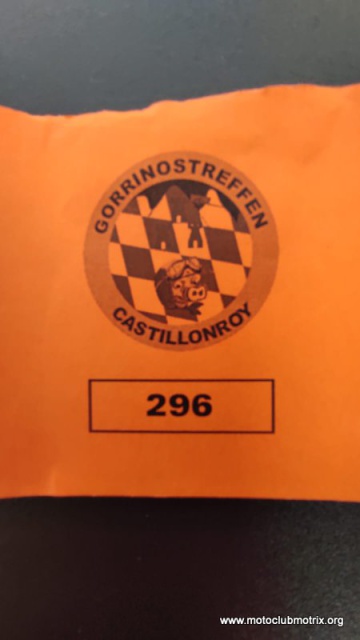 GORRINOSTREFFEN
CASTILLONROY
296
www.motoclubmotrix.org